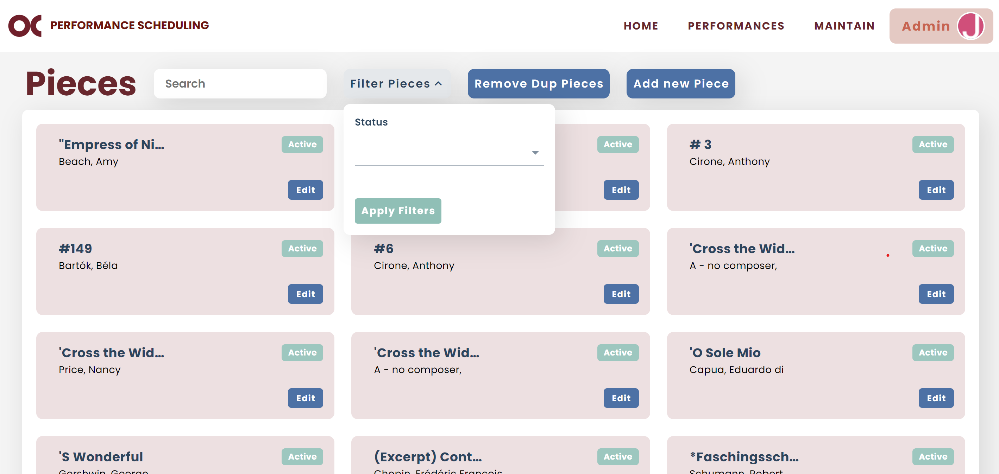 OC PERFORMANCE SCHEDULING
HOME PERFORMANCES MAINTAIN Admin J
Pieces Search Filter Pieces Remove Dup Pieces Add new Piece
Status
Apply Filters
"Empress of Ni... Active
Beach, Amy
Edit
Active
Edit
# 3 Active
Cirone, Anthony
Edit
#149 Active
Bartók, Béla
Edit
#6 Active
Cirone, Anthony
Edit
'Cross the Wid... Active
A - no composer,
Edit
'Cross the Wid... Active
Price, Nancy
Edit
'Cross the Wid... Active
A - no composer,
Edit
'O Sole Mio Active
Capua, Eduardo di
Edit
'S Wonderful Active
Gershwin, George
(Excerpt) Cont... Active
Chopin, Frédéric François
*Faschingssch... Active
Schumann, Robert